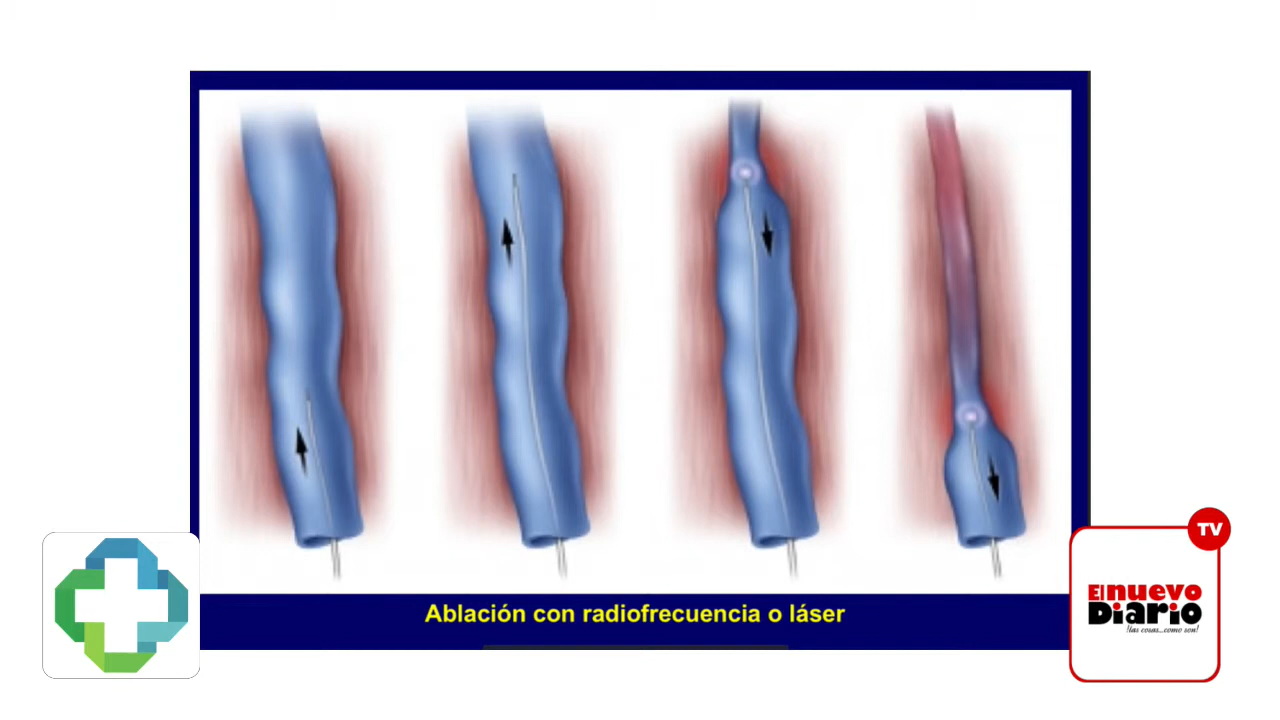 Ablación con radiofrecuencia o láser
TV
El nuevo
Diario
¡las cosas...como son!